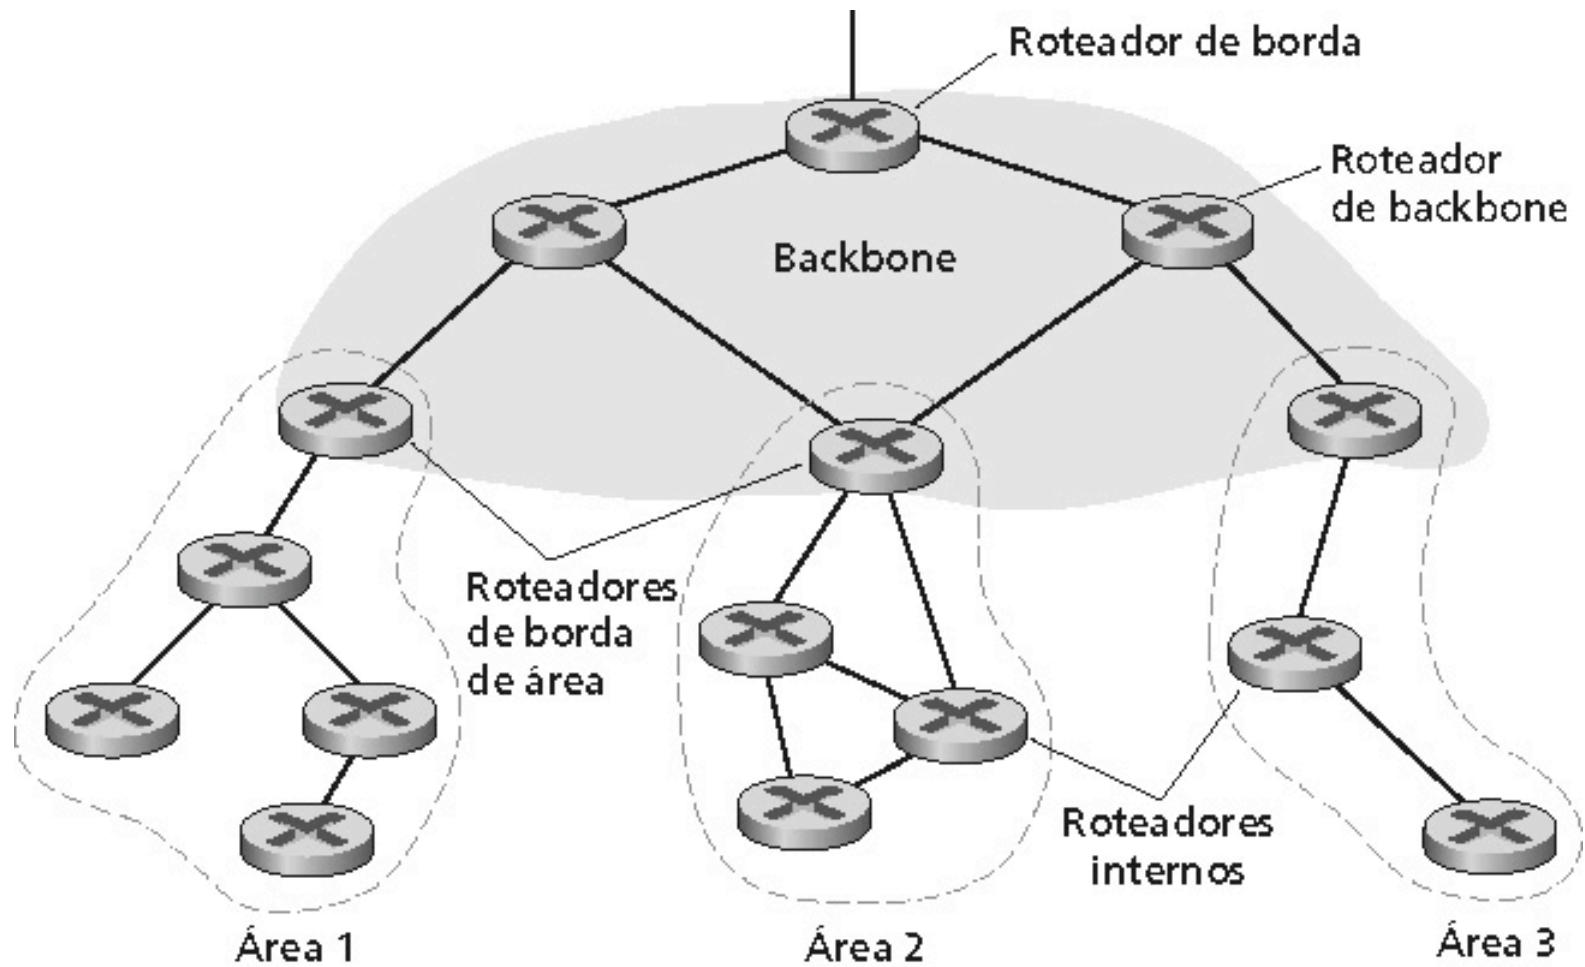 Roteador de borda
Roteador
de backbone
Backbone
Roteadores
de borda
de área
Roteadores
internos
Área 1
Área 2
Área 3